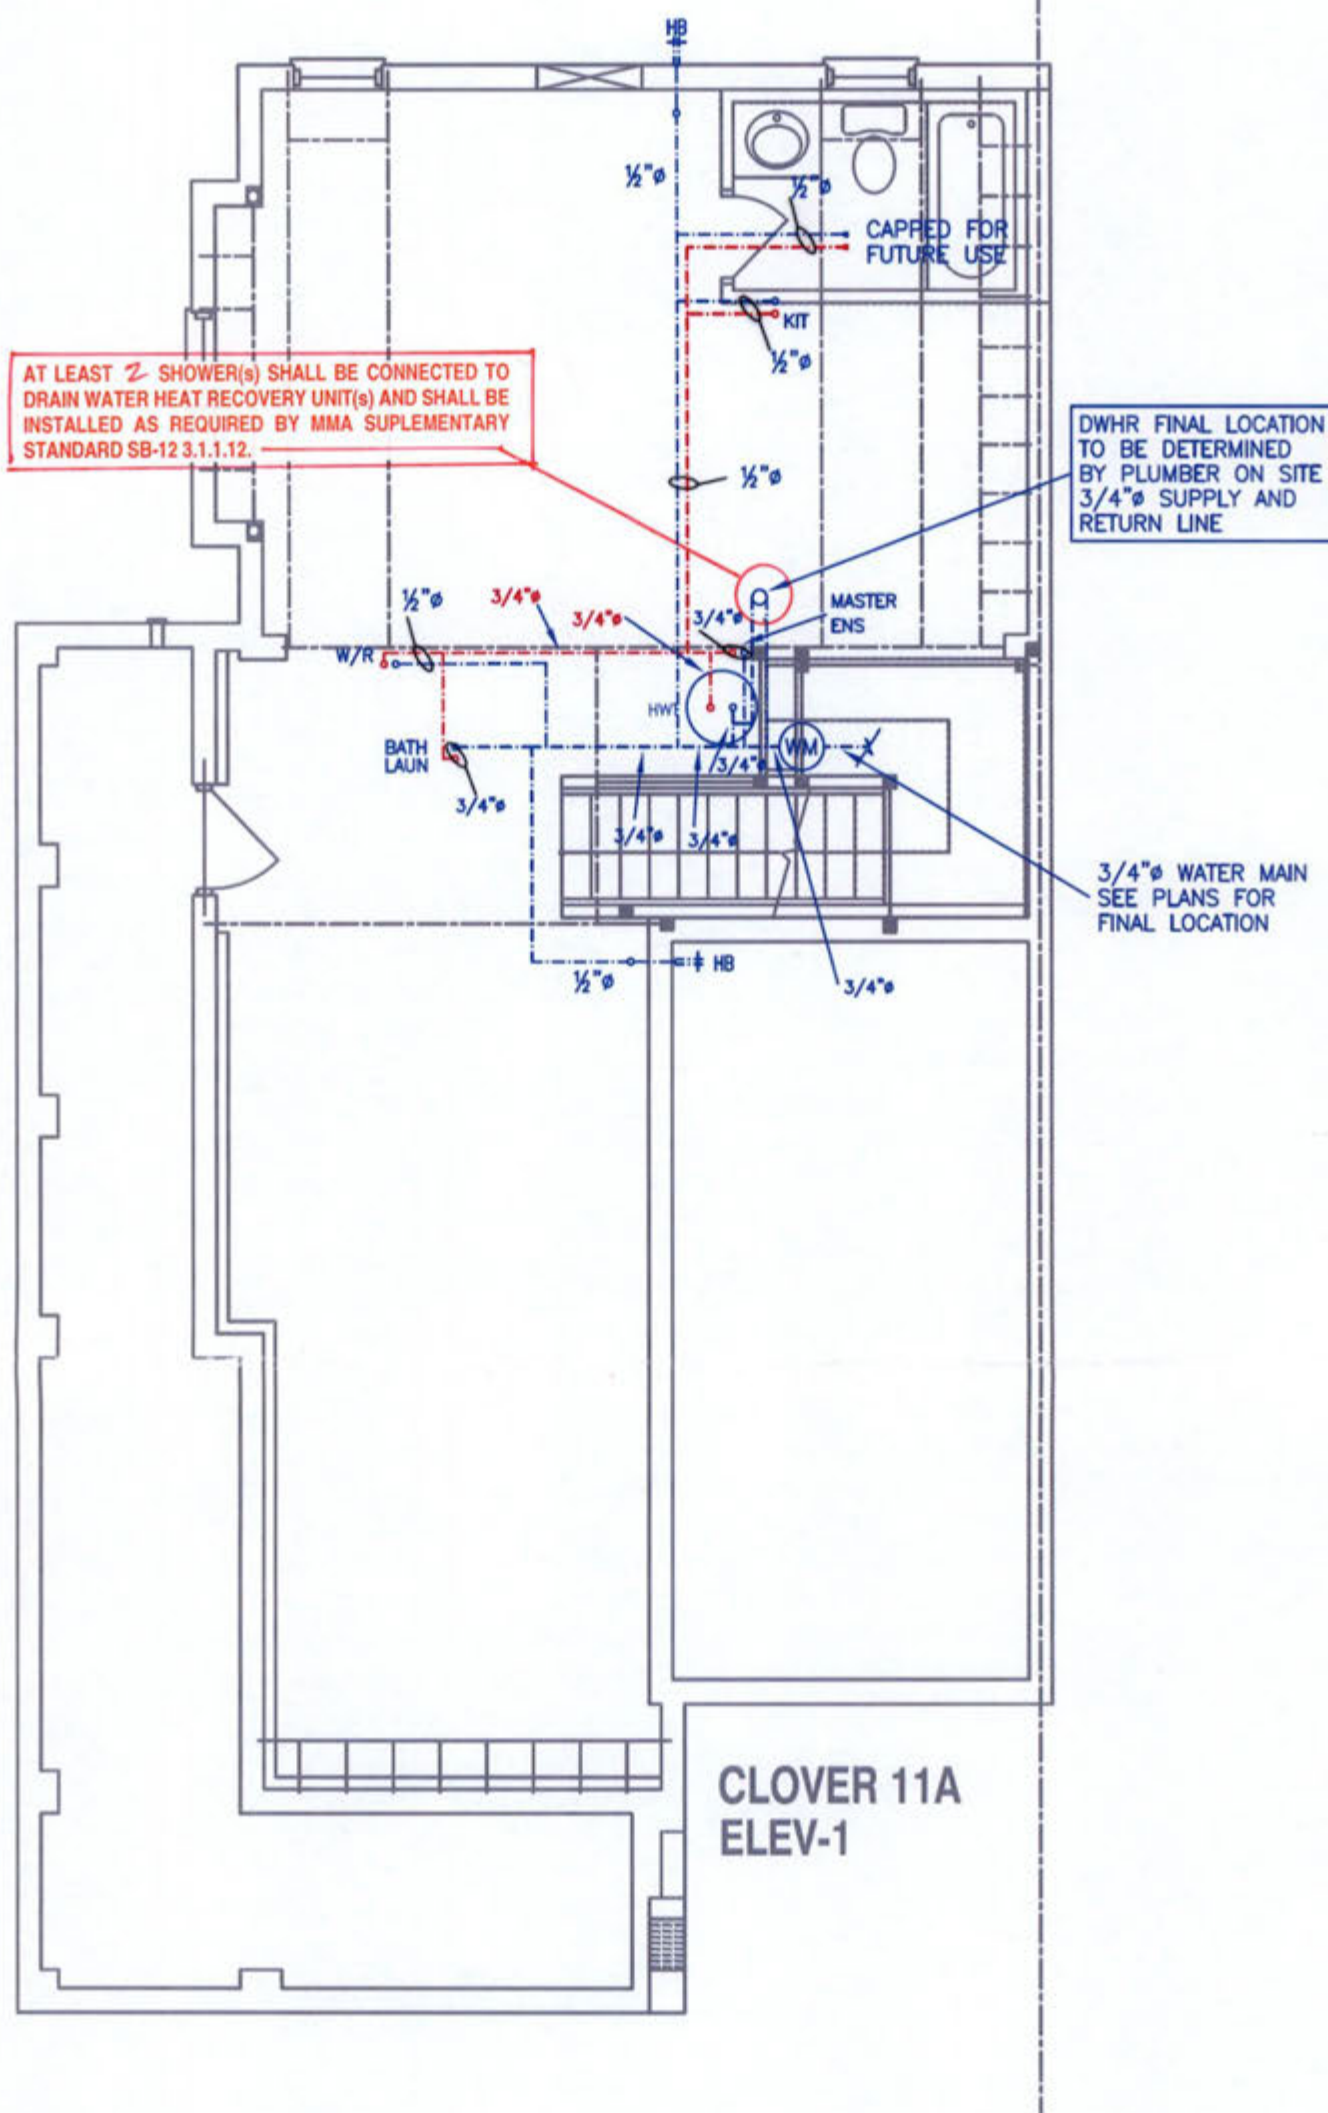 HB
½"ø
½"ø
CAPPED FOR
FUTURE USE
KIT
½"ø
AT LEAST 2 SHOWER(s) SHALL BE CONNECTED TO
DRAIN WATER HEAT RECOVERY UNIT(s) AND SHALL BE
INSTALLED AS REQUIRED BY MMA SUPLEMENTARY
STANDARD SB-12 3.1.1.12.
DWHR FINAL LOCATION
TO BE DETERMINED
BY PLUMBER ON SITE
3/4"ø SUPPLY AND
RETURN LINE
½"ø
½"ø
3/4"ø
3/4"ø
3/4"ø
MASTER
ENS
W/R
HWT
BATH
LAUN
WM
3/4"ø
3/4"ø
3/4"ø
3/4"ø
3/4"ø WATER MAIN
SEE PLANS FOR
FINAL LOCATION
½"ø
HB
3/4"ø
CLOVER 11A
ELEV-1